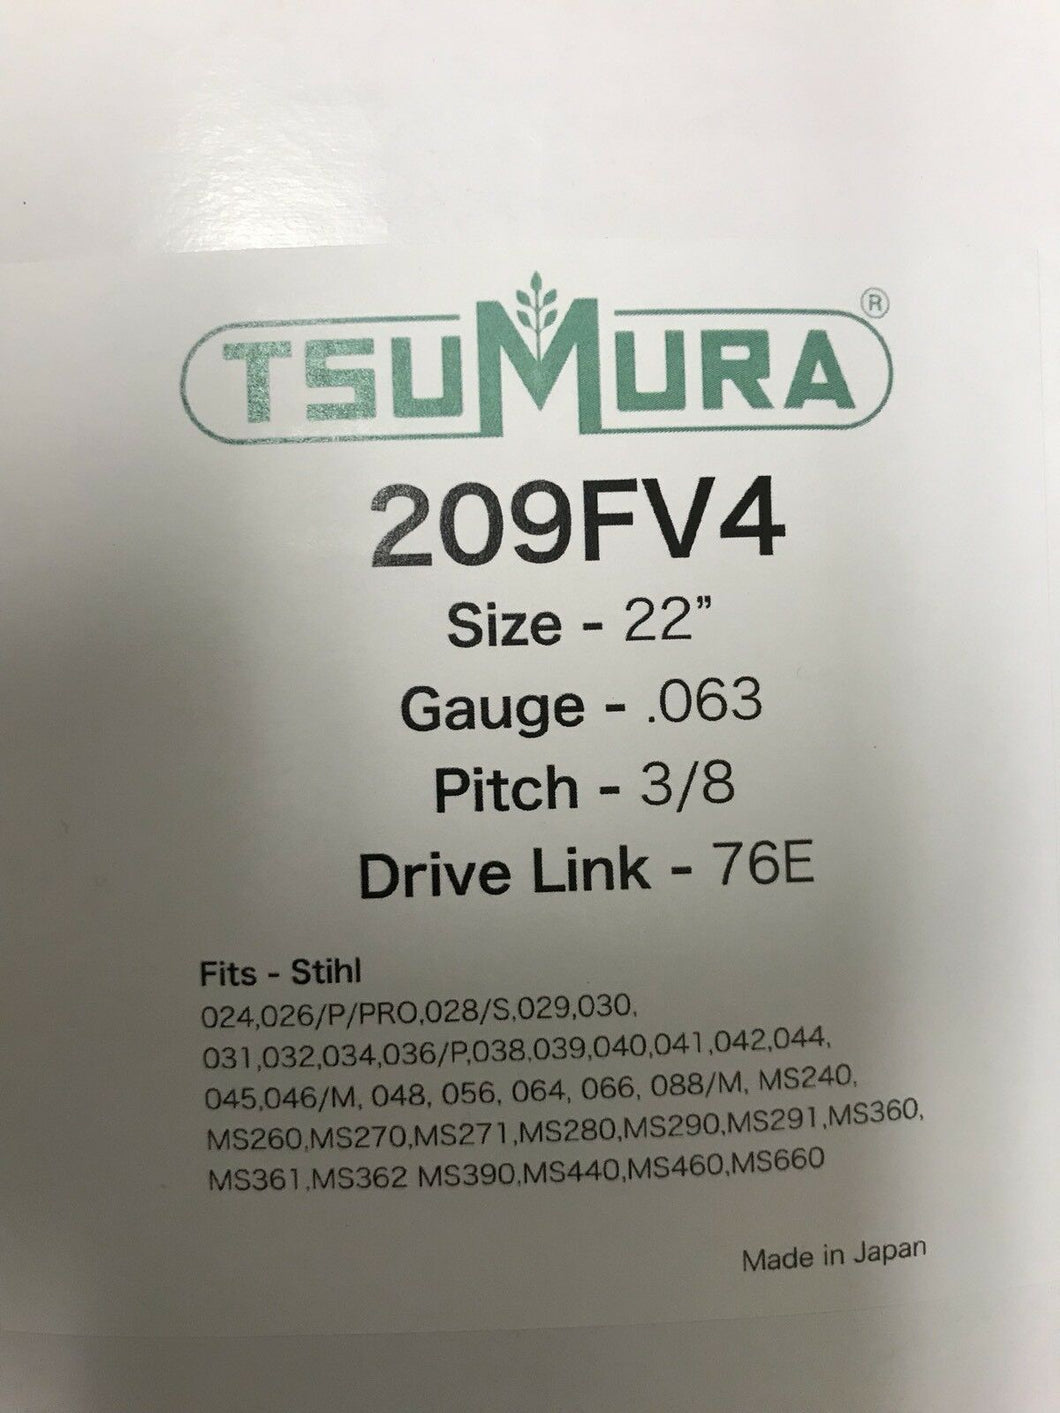 TSUMURA®
209FV4
Size - 22”
Gauge - .063
Pitch - 3/8
Drive Link - 76E
Fits - Stihl
024,026/P/PRO,028/S,029,030,
031,032,034,036/P,038,039,040,041,042,044,
045,046/M, 048, 056, 064, 066, 088/M, MS240,
MS260,MS270,MS271,MS280,MS290,MS291,MS360,
MS361,MS362 MS390,MS440,MS460,MS660
Made in Japan